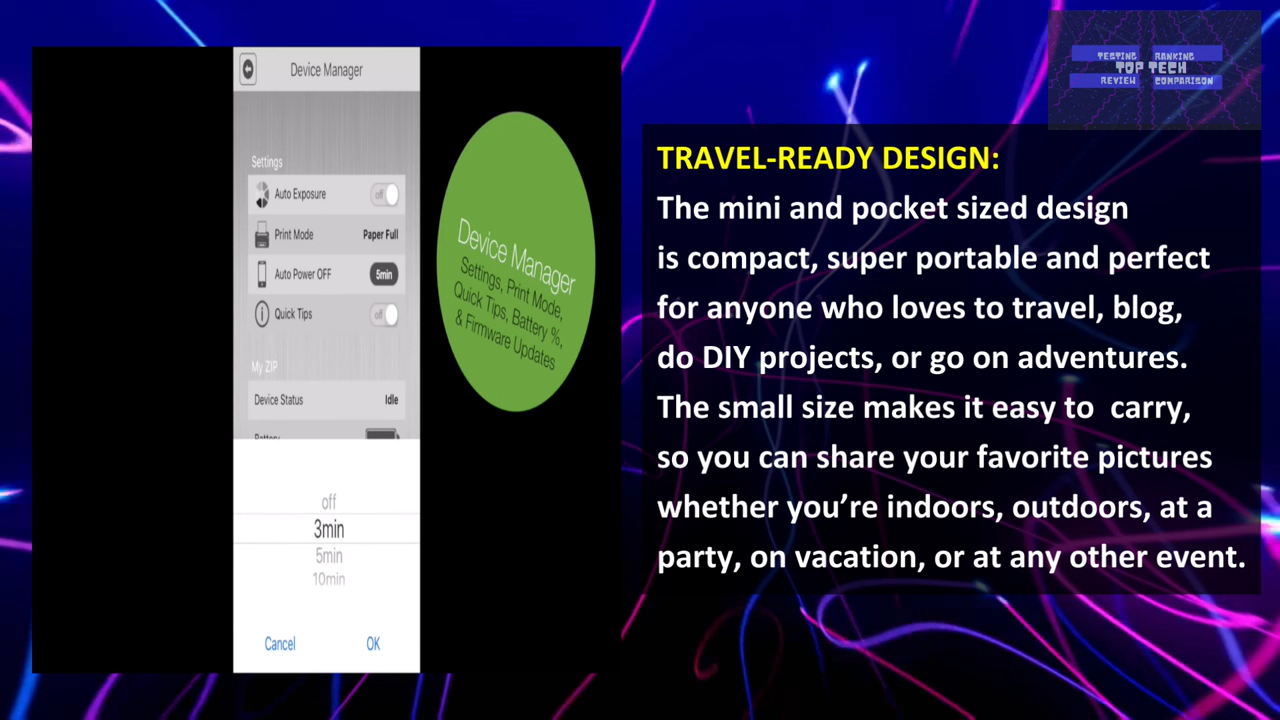 Device Manager
Settings
Auto Exposure off
Print Mode Paper Full
Auto Power OFF 5min
Quick Tips off
My ZIP
Device Status Idle
Battery
off
3min
5min
10min
Cancel OK
Device Manager
Settings, Print Mode,
Quick Tips, Battery %,
& Firmware Updates
TESTING RANKING
TOP TECH
REVIEW COMPARISON
TRAVEL-READY DESIGN:
The mini and pocket sized design
is compact, super portable and perfect
for anyone who loves to travel, blog,
do DIY projects, or go on adventures.
The small size makes it easy to  carry,
so you can share your favorite pictures
whether you’re indoors, outdoors, at a
party, on vacation, or at any other event.